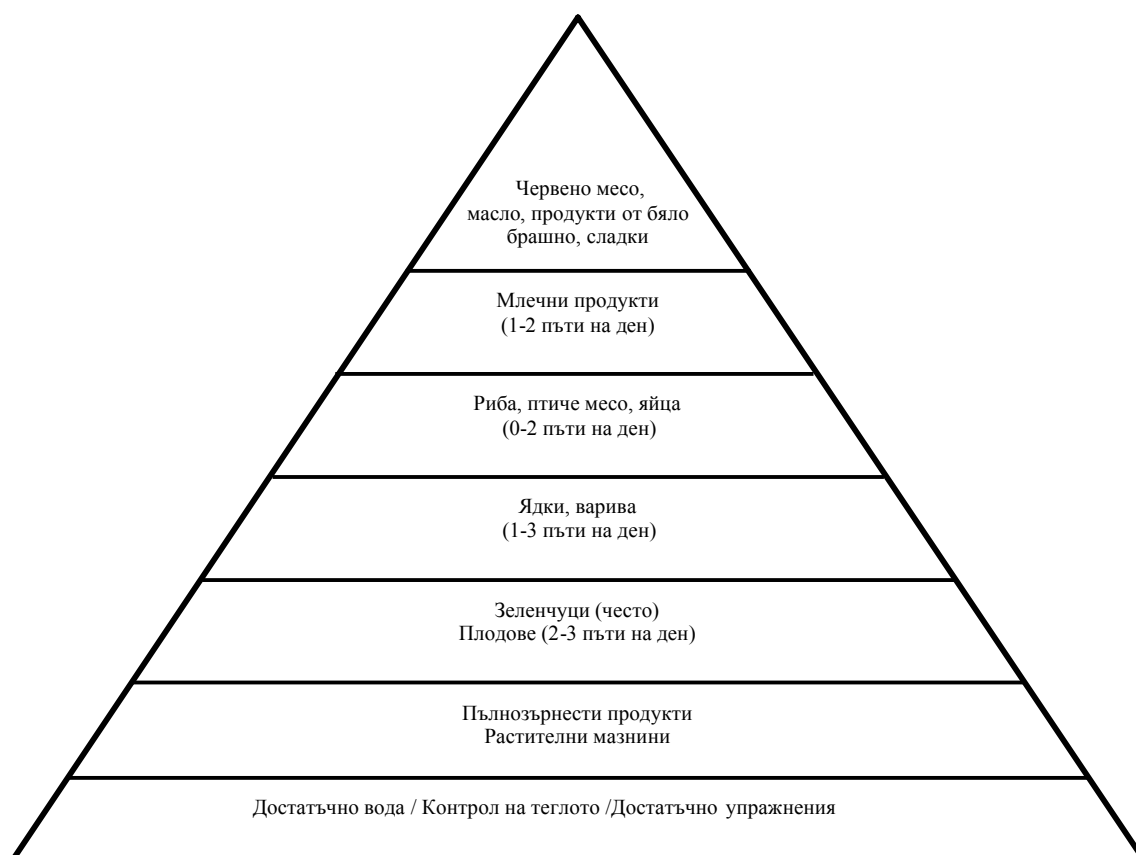 Червено месо,
масло, продукти от бяло
брашно, сладки
Млечни продукти
(1-2 пъти на ден)
Риба, птиче месо, яйца
(0-2 пъти на ден)
Ядки, варива
(1-3 пъти на ден)
Зеленчуци (често)
Плодове (2-3 пъти на ден)
Пълнозърнести продукти
Растителни мазнини
Достатъчно вода / Контрол на теглото /Достатъчно упражнения